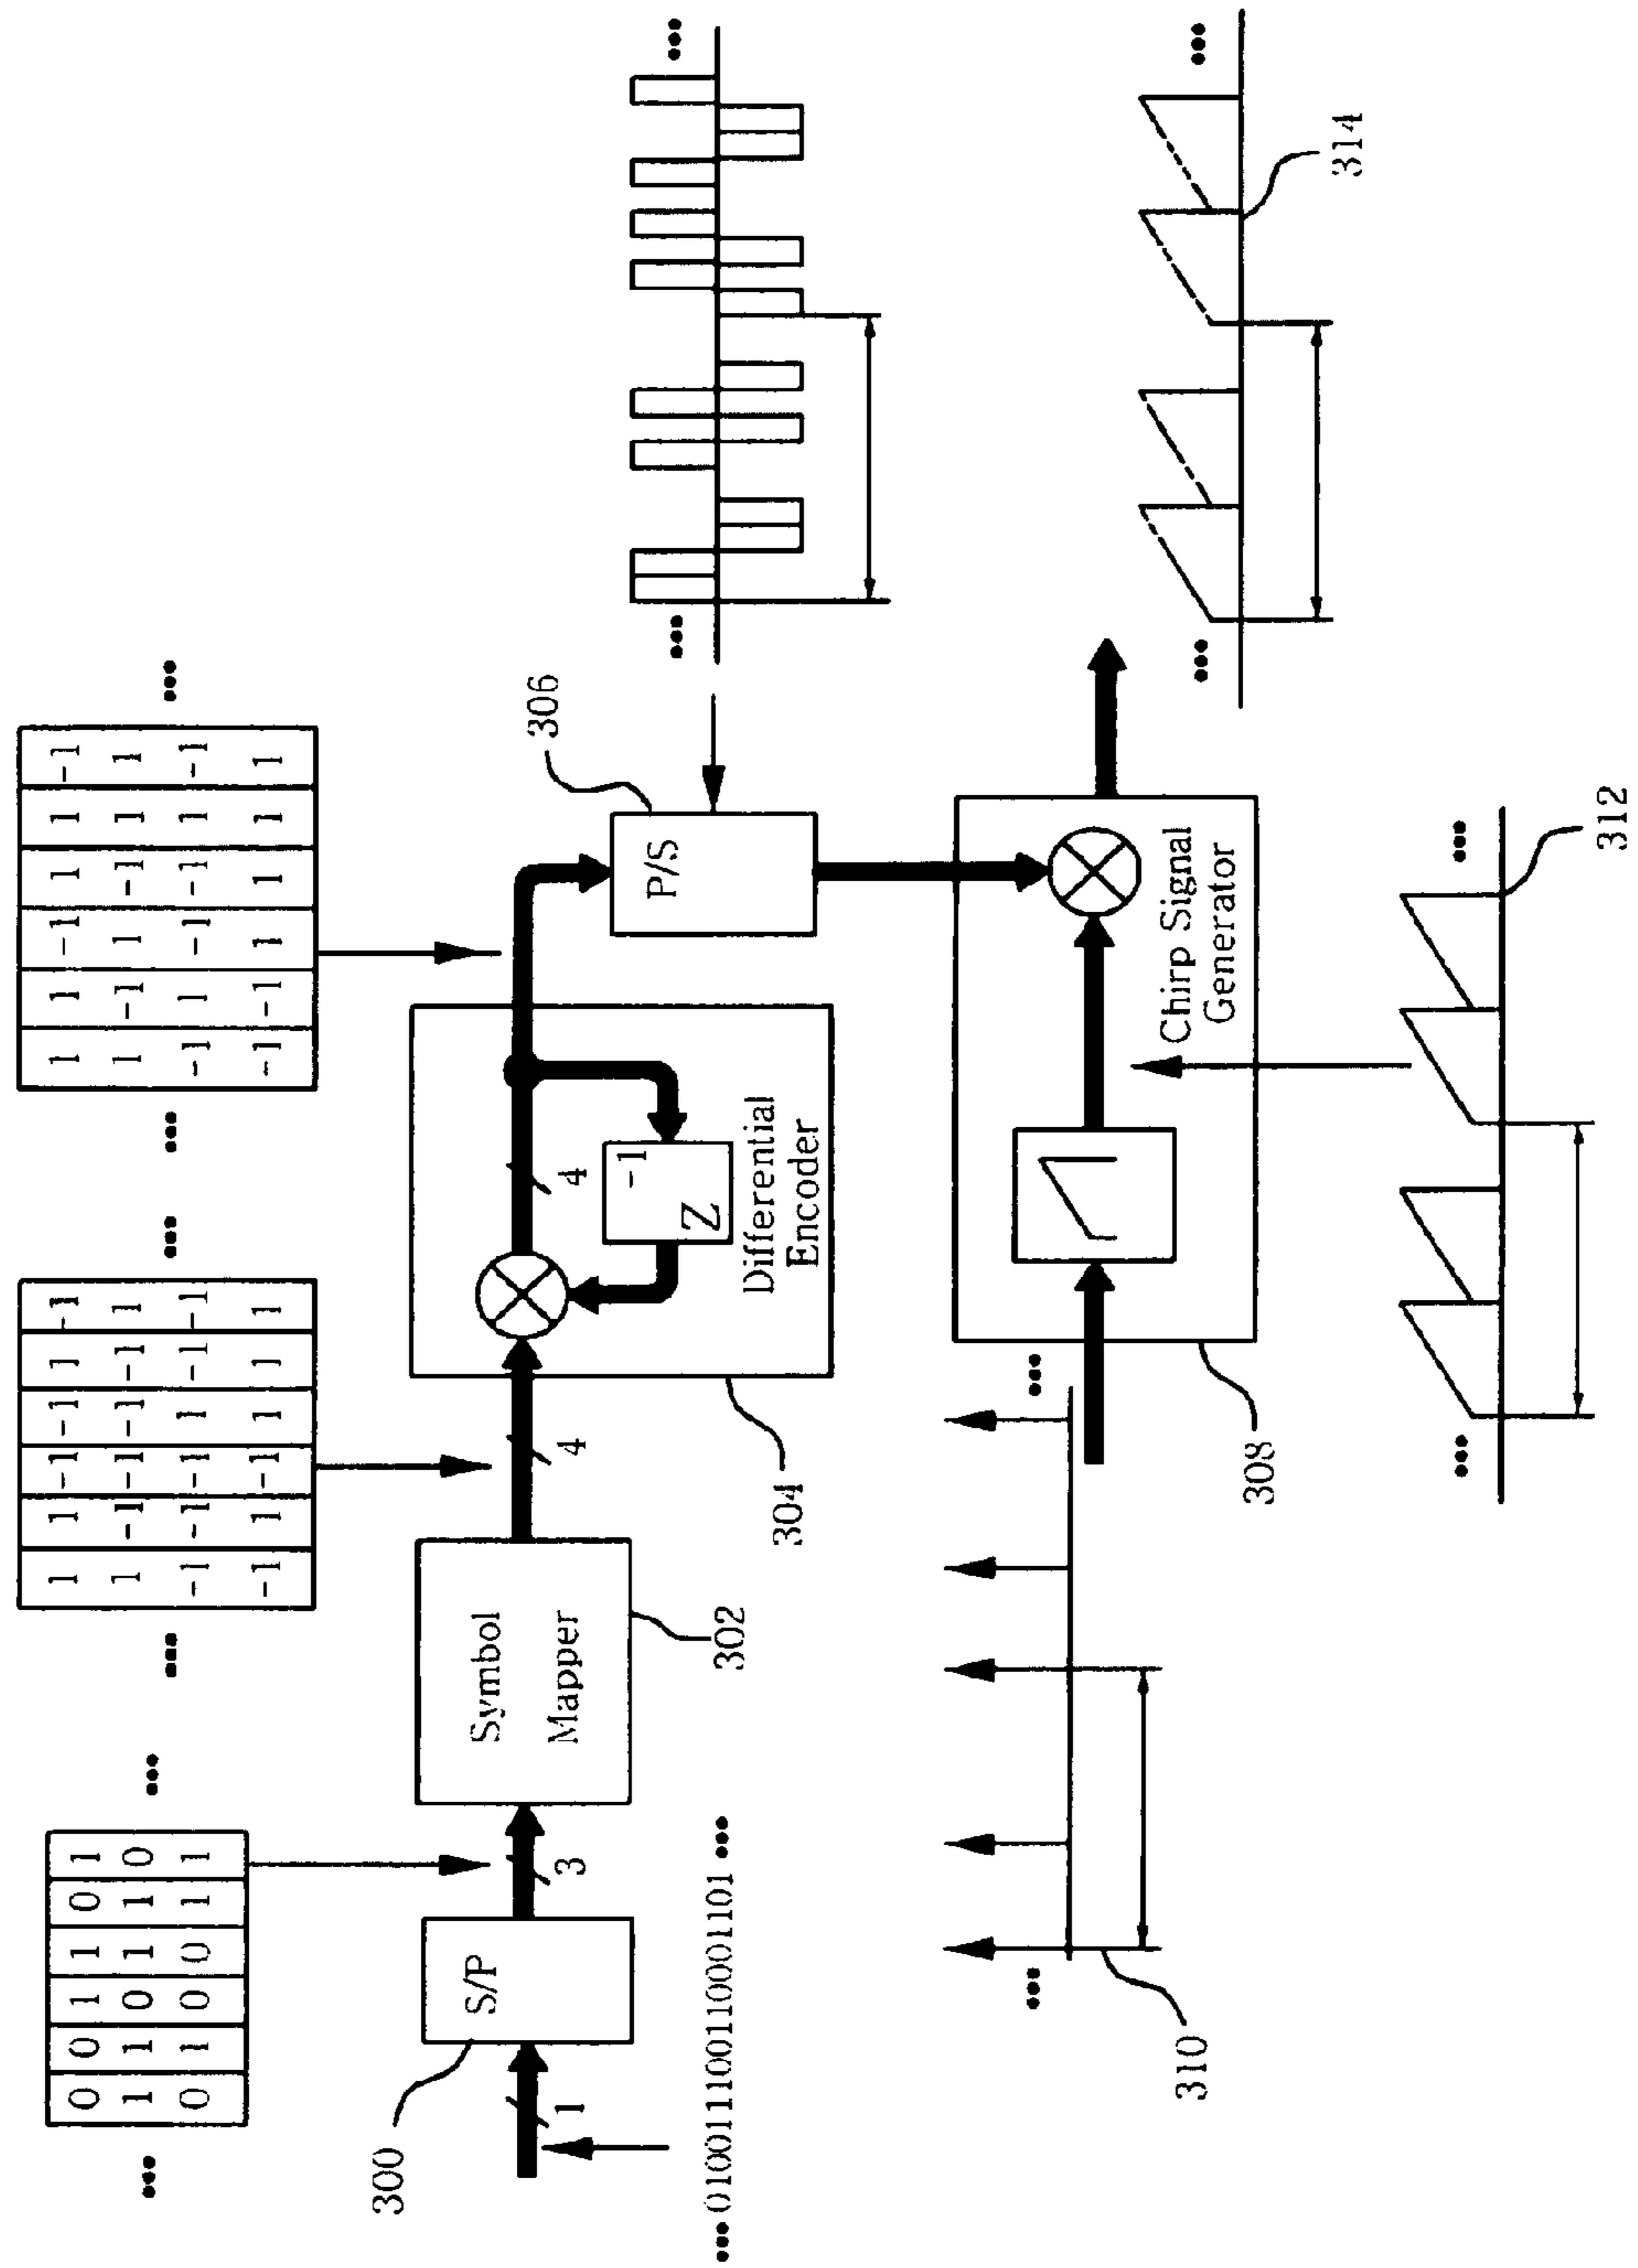 ••• 0 0 1 1 0 1 •••
1 1 0 1 1 0
0 1 0 0 1 1
••• 1 1 -1 -1 1 -1 •••
1 -1 -1 -1 -1 1
-1 -1 -1 1 -1 -1
-1 1 -1 1 1 1
••• 1 1 -1 1 1 -1 •••
1 -1 1 -1 1 1
-1 1 -1 -1 1 -1
-1 -1 1 1 1 1
300
1
S/P
3
Symbol
Mapper
302
4
4
Z
-1
Differential
Encoder
304
306
P/S
••• •••
310
••• •••
308
Chirp Signal
Generator
••• •••
312
••• •••
314